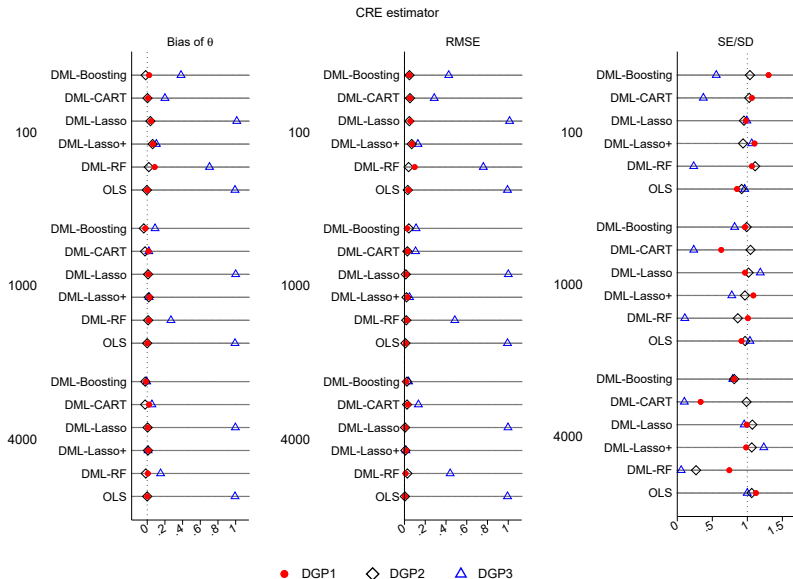 CRE estimator
Bias of θ
100
DML-Boosting
DML-CART
DML-Lasso
DML-Lasso+
DML-RF
OLS
1000
DML-Boosting
DML-CART
DML-Lasso
DML-Lasso+
DML-RF
OLS
4000
DML-Boosting
DML-CART
DML-Lasso
DML-Lasso+
DML-RF
OLS
0 .2 .4 .6 .8 1
RMSE
100
DML-Boosting
DML-CART
DML-Lasso
DML-Lasso+
DML-RF
OLS
1000
DML-Boosting
DML-CART
DML-Lasso
DML-Lasso+
DML-RF
OLS
4000
DML-Boosting
DML-CART
DML-Lasso
DML-Lasso+
DML-RF
OLS
0 .2 .4 .6 .8 1
SE/SD
100
DML-Boosting
DML-CART
DML-Lasso
DML-Lasso+
DML-RF
OLS
1000
DML-Boosting
DML-CART
DML-Lasso
DML-Lasso+
DML-RF
OLS
4000
DML-Boosting
DML-CART
DML-Lasso
DML-Lasso+
DML-RF
OLS
0 .5 1 1.5
DGP1 DGP2 DGP3